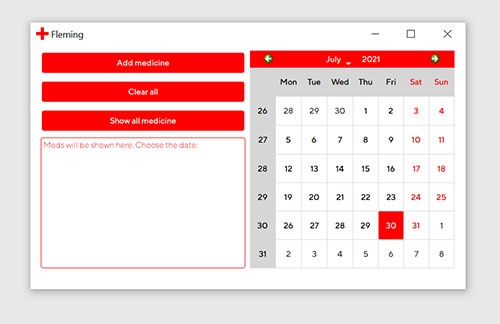 Fleming
Add medicine
Clear all
Show all medicine
Meds will be shown here. Choose the date.
July 2021
Mon Tue Wed Thu Fri Sat Sun
26 28 29 30 1 2 3 4
27 5 6 7 8 9 10 11
28 12 13 14 15 16 17 18
29 19 20 21 22 23 24 25
30 26 27 28 29 30 31 1
31 2 3 4 5 6 7 8